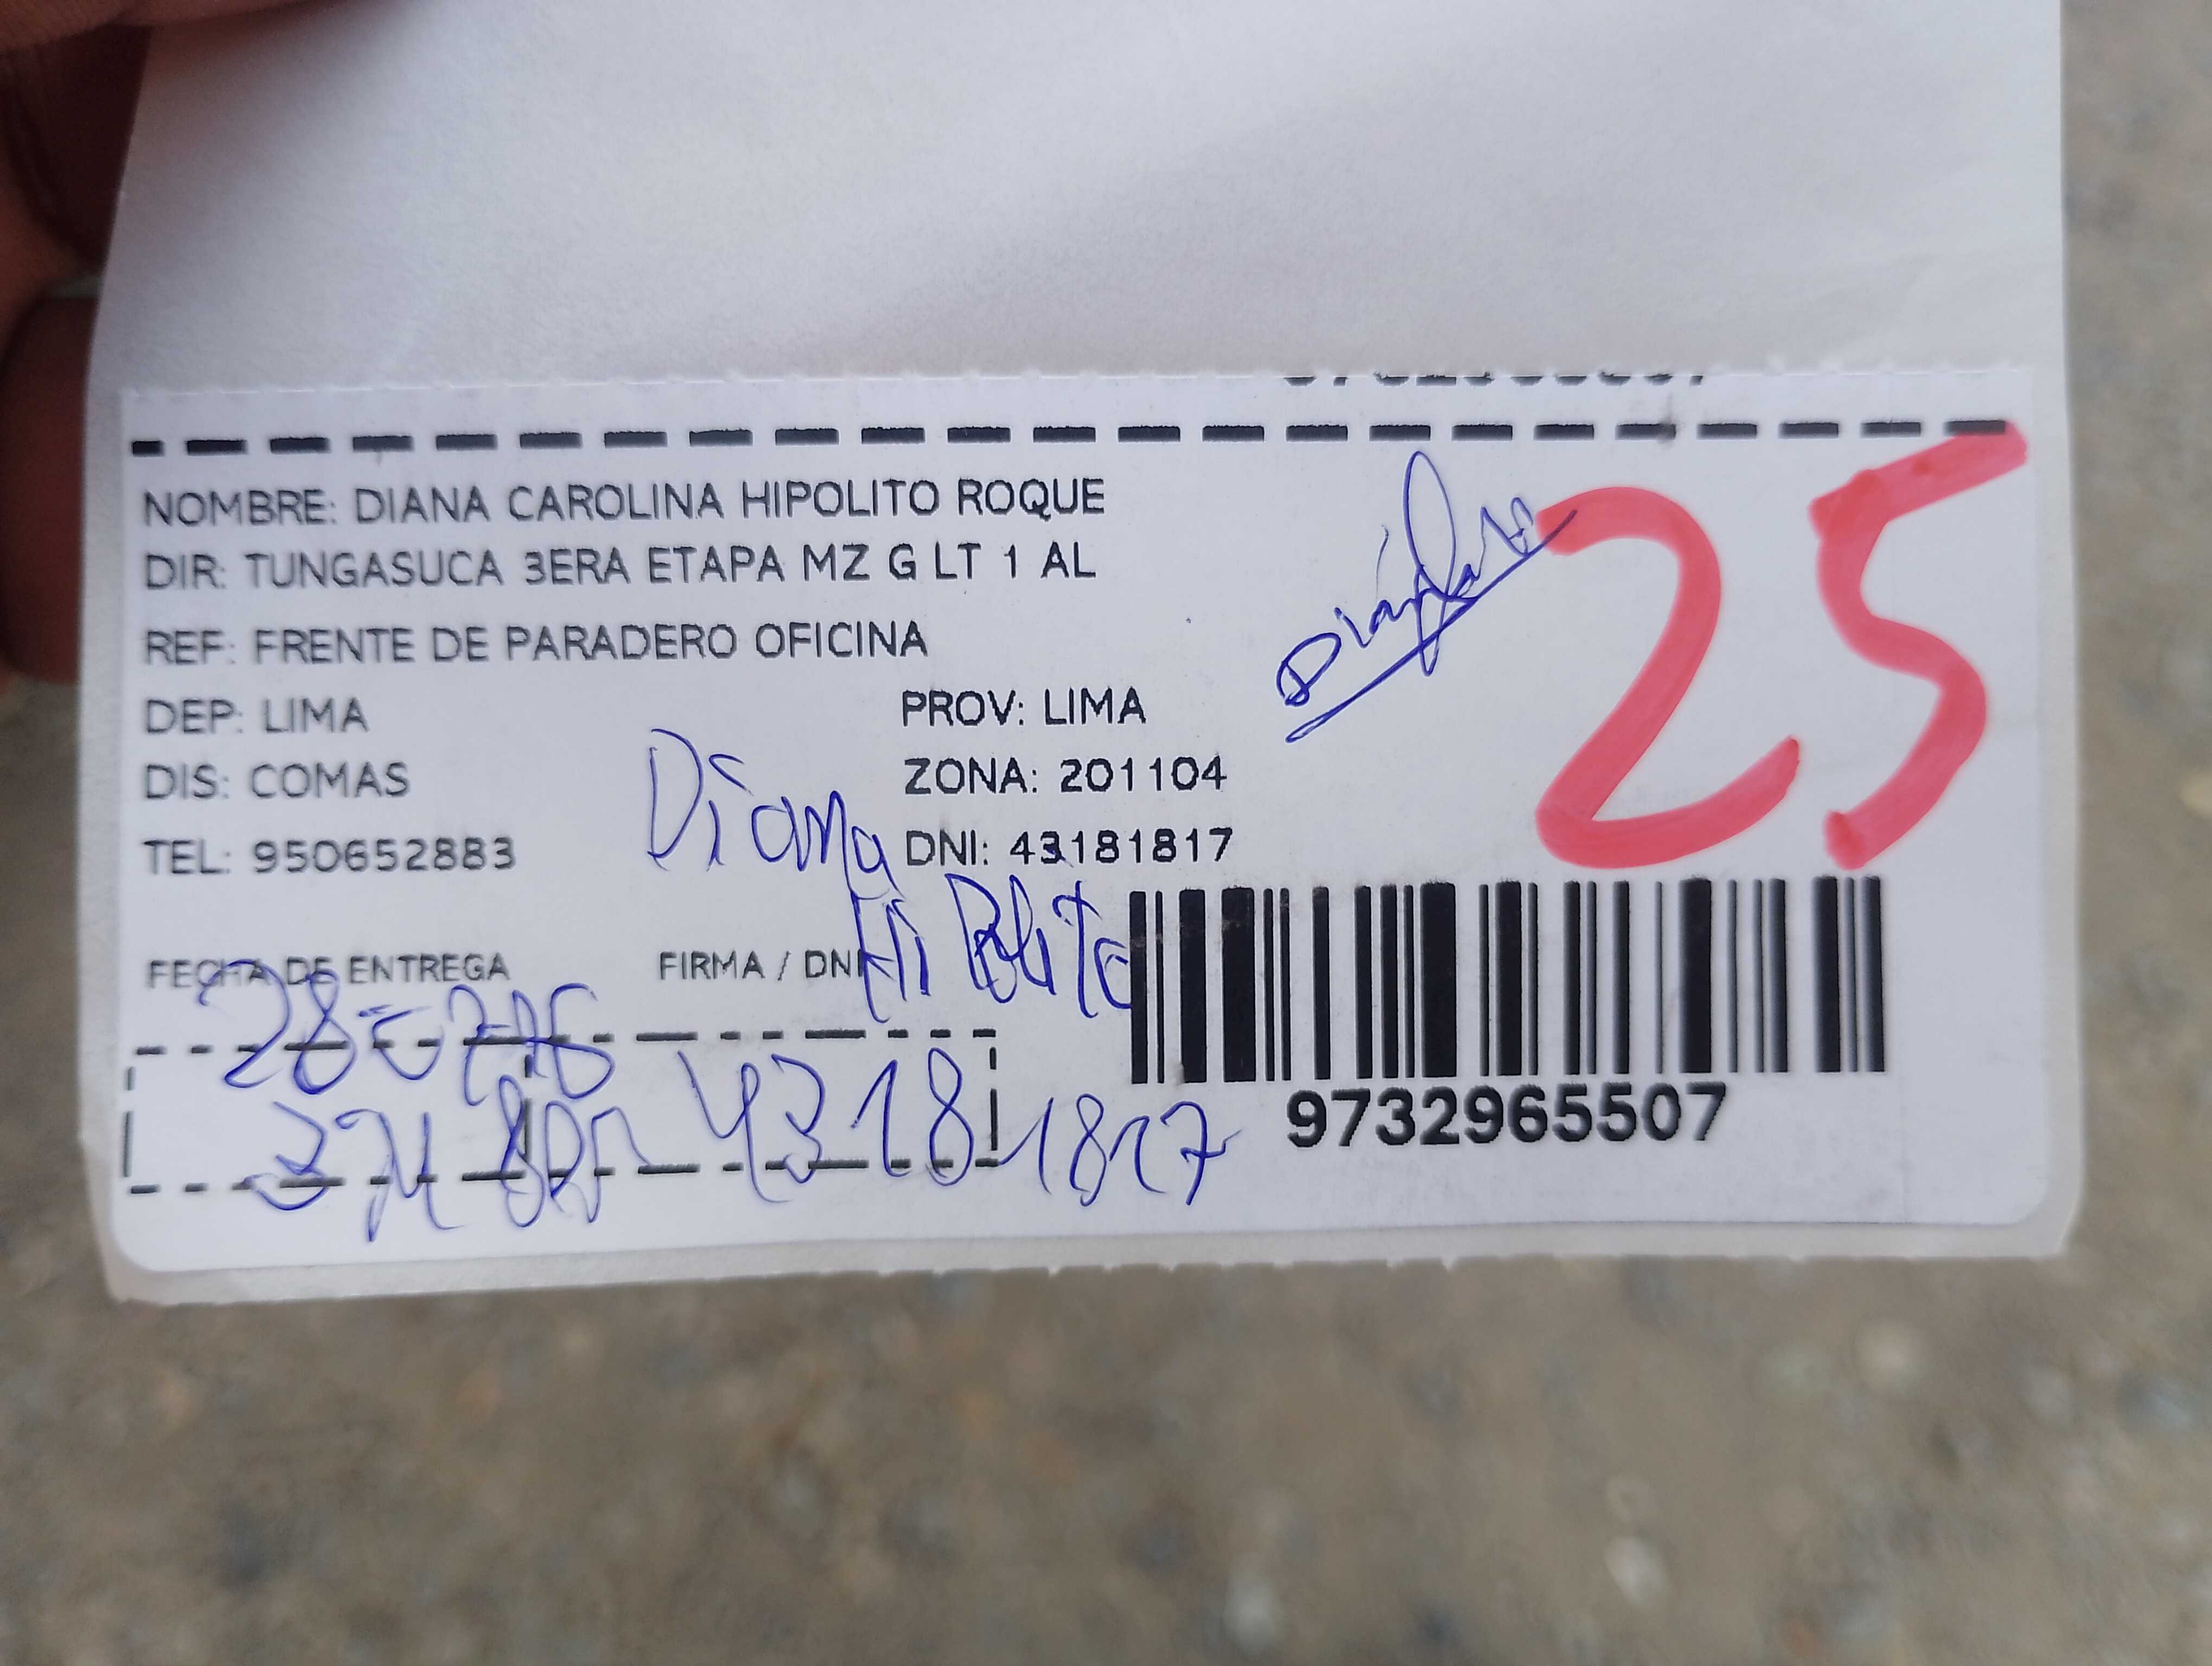 NOMBRE: DIANA CAROLINA HIPOLITO ROQUE
DIR: TUNGASUCA 3ERA ETAPA MZ G LT 1 AL
REF: FRENTE DE PARADERO OFICINA
DEP: LIMA PROV: LIMA
DIS: COMAS ZONA: 201104
TEL: 950652883 DNI: 43181817
25
Diana
Hipolito
FECHA DE ENTREGA FIRMA / DNI
43181817
9732965507